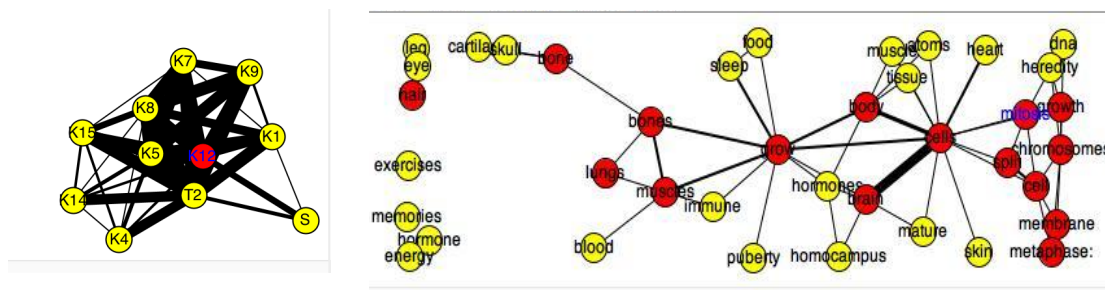 K7
K9
K8
K15
K1
K5
K12
K14
T2
K4
S
leg
eye
hair
cartilag
skull
bone
food
sleep
muscle
atoms
tissue
heart
dna
heredity
bones
body
mitosis
growth
grow
cells
chromosomes
exercises
lungs
split
cell
muscles
immune
hormones
brain
memories
hormone
energy
blood
mature
membrane
puberty
homocampus
skin
metaphase: